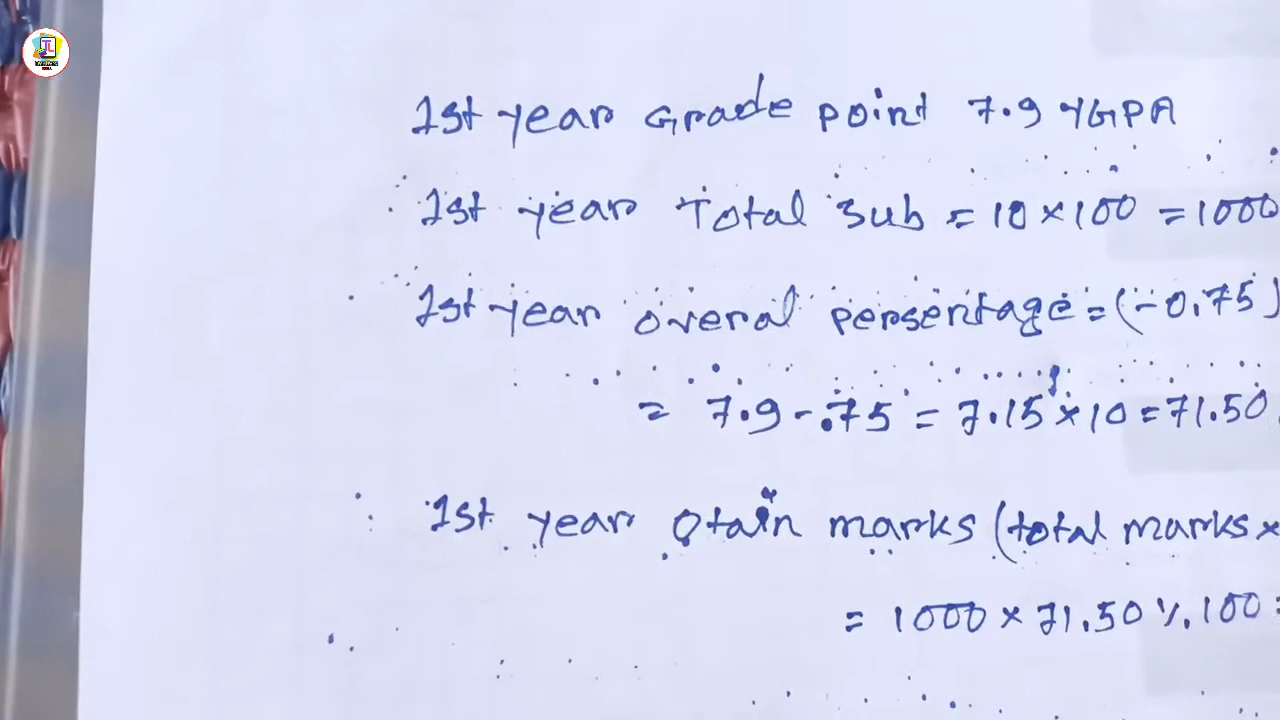 1st year Grade point 7.9 YGPA
1st year Total Sub = 10 × 100 = 1000
1st year overal persentage = (-0.75)
= 7.9 - .75 = 7.15 × 10 = 71.50
1st year Otain marks (total marks ×
= 1000 × 71.50 %. 100 =